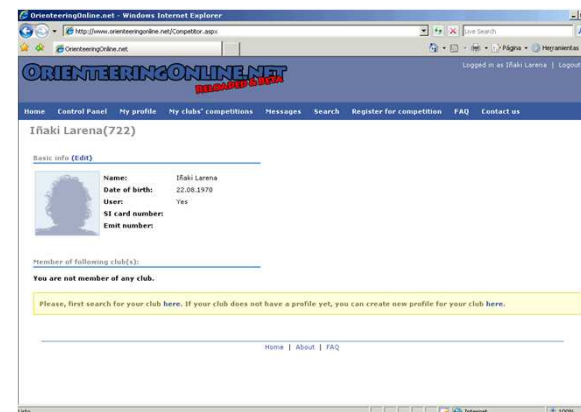 OrienteeringOnline.net - Windows Internet Explorer
http://www.orienteeringonline.net/Competitor.aspx
Live Search
OrienteeringOnline.net
Página
Herramientas
ORIENTEERINGONLINE.NET
RELOADED & BETA
Logged in as Iñaki Larena | Logout
Home Control Panel My profile My clubs' competitions Messages Search Register for competition FAQ Contact us
Iñaki Larena(722)
Basic info (Edit)
Name: Iñaki Larena
Date of birth: 22.08.1970
User: Yes
SI card number:
Emit number:
Member of following club(s):
You are not member of any club.
Please, first search for your club here. If your club does not have a profile yet, you can create new profile for your club here.
Home | About | FAQ
Listo
Internet
100%